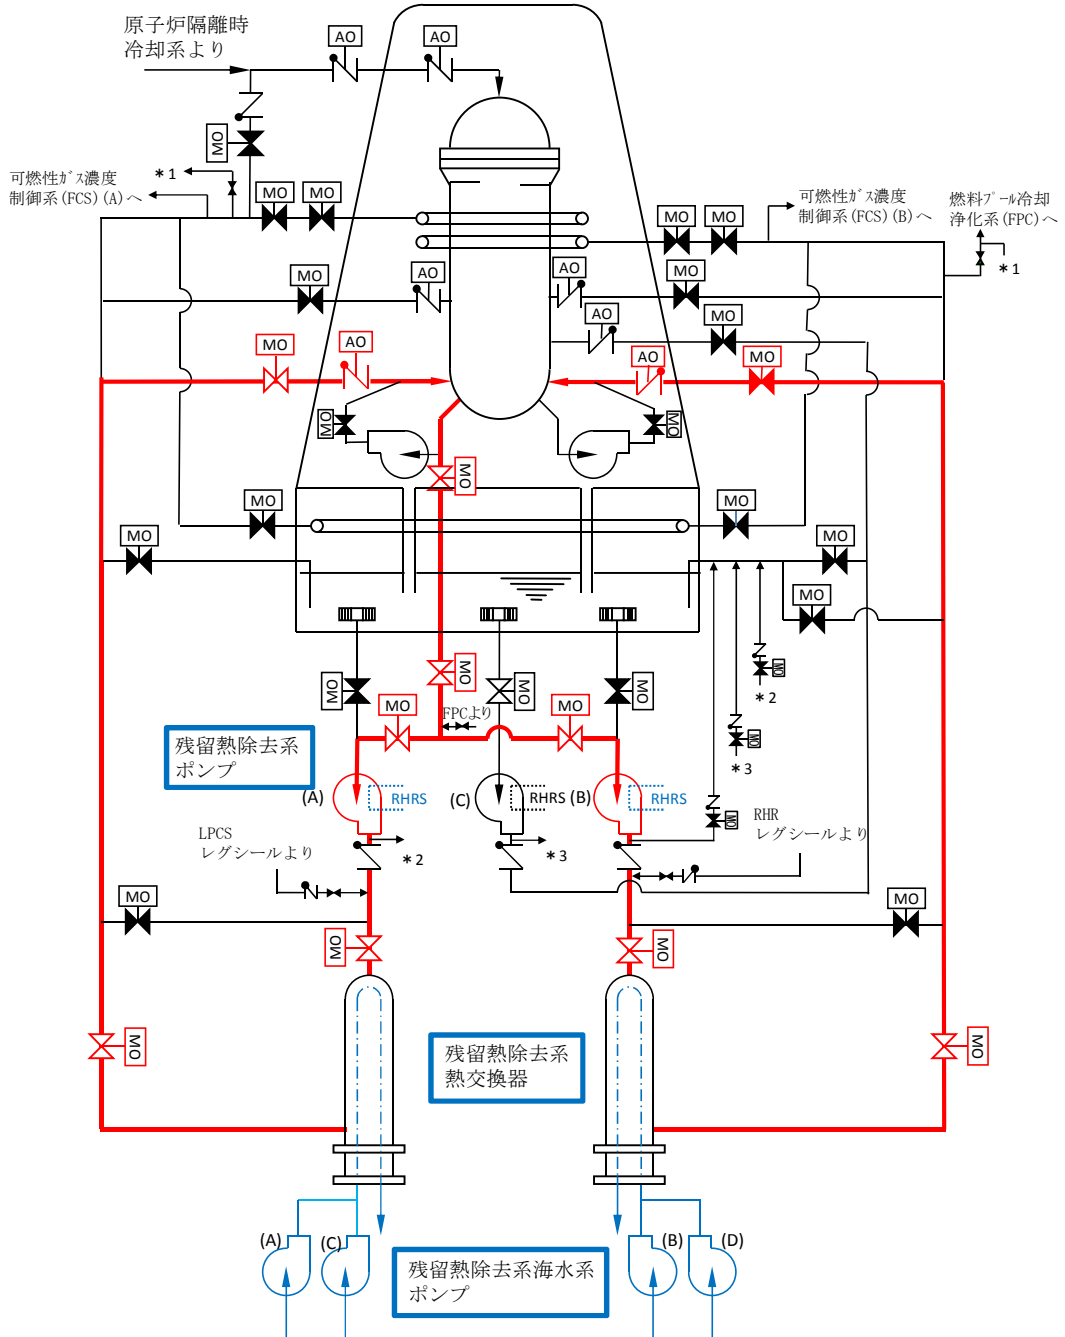 原子炉隔離時
冷却系より
AO
AO
MO
*1
可燃性ｶﾞｽ濃度
制御系(FCS)(A)へ
MO
MO
可燃性ｶﾞｽ濃度
制御系(FCS)(B)へ
燃料ﾌﾟｰﾙ冷却
浄化系(FPC)へ
*1
MO
MO
MO
AO
AO
MO
AO
MO
MO
AO
AO
MO
MO
MO
MO
MO
MO
MO
MO
MO
MO
MO
MO
*2
MO
*3
MO
MO
MO
MO
MO
FPCより
MO
残留熱除去系
ポンプ
(A)
RHRS
(C)
RHRS
(B)
RHRS
MO
LPCS
レグシールより
*2
*3
RHR
レグシールより
MO
MO
MO
MO
MO
MO
残留熱除去系
熱交換器
(A)
(C)
(B)
(D)
残留熱除去系海水系
ポンプ